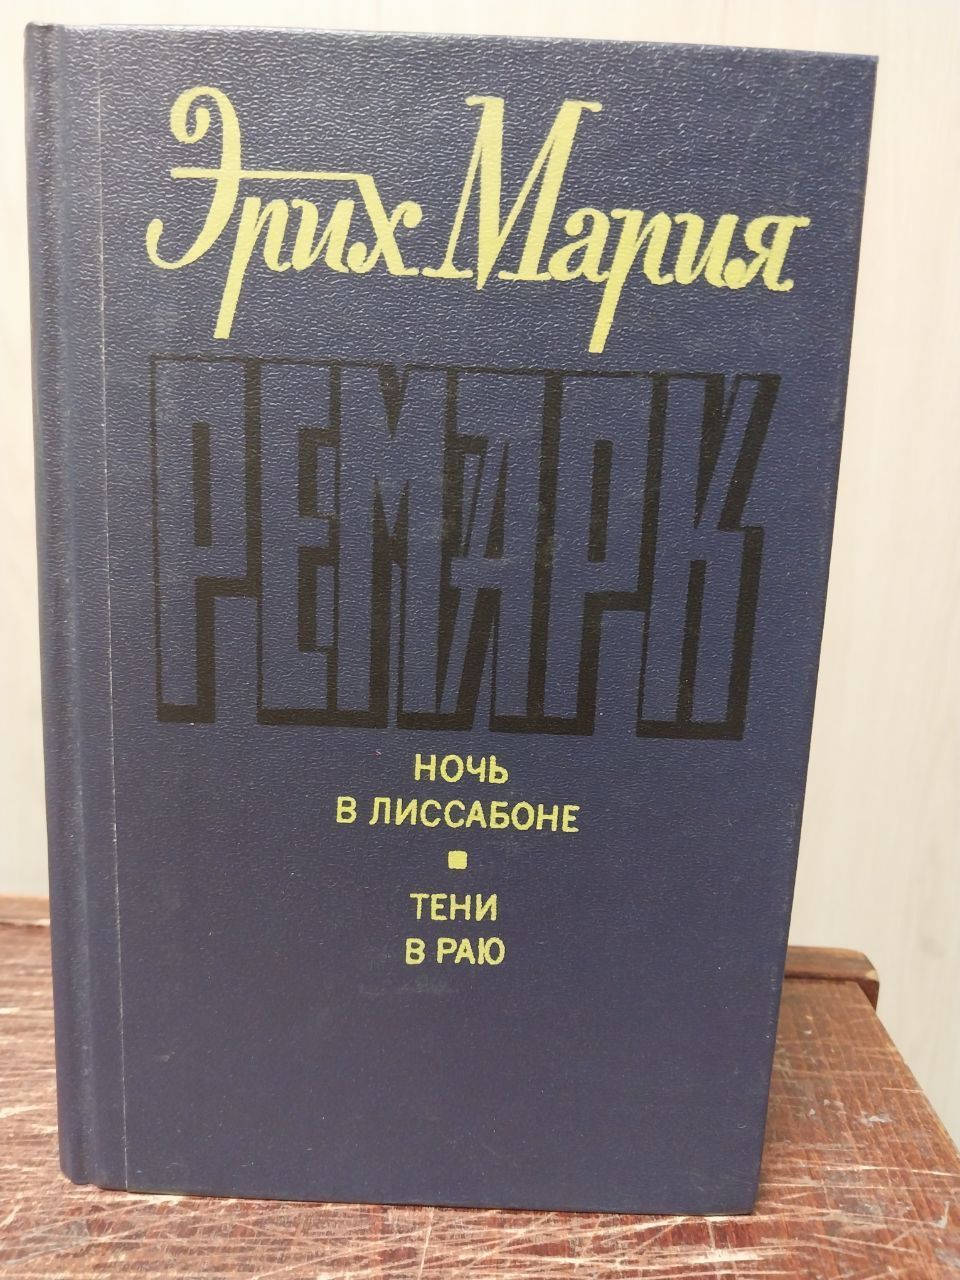 Эрих Мария
РЕМАРК
НОЧЬ
В ЛИССАБОНЕ
ТЕНИ
В РАЮ